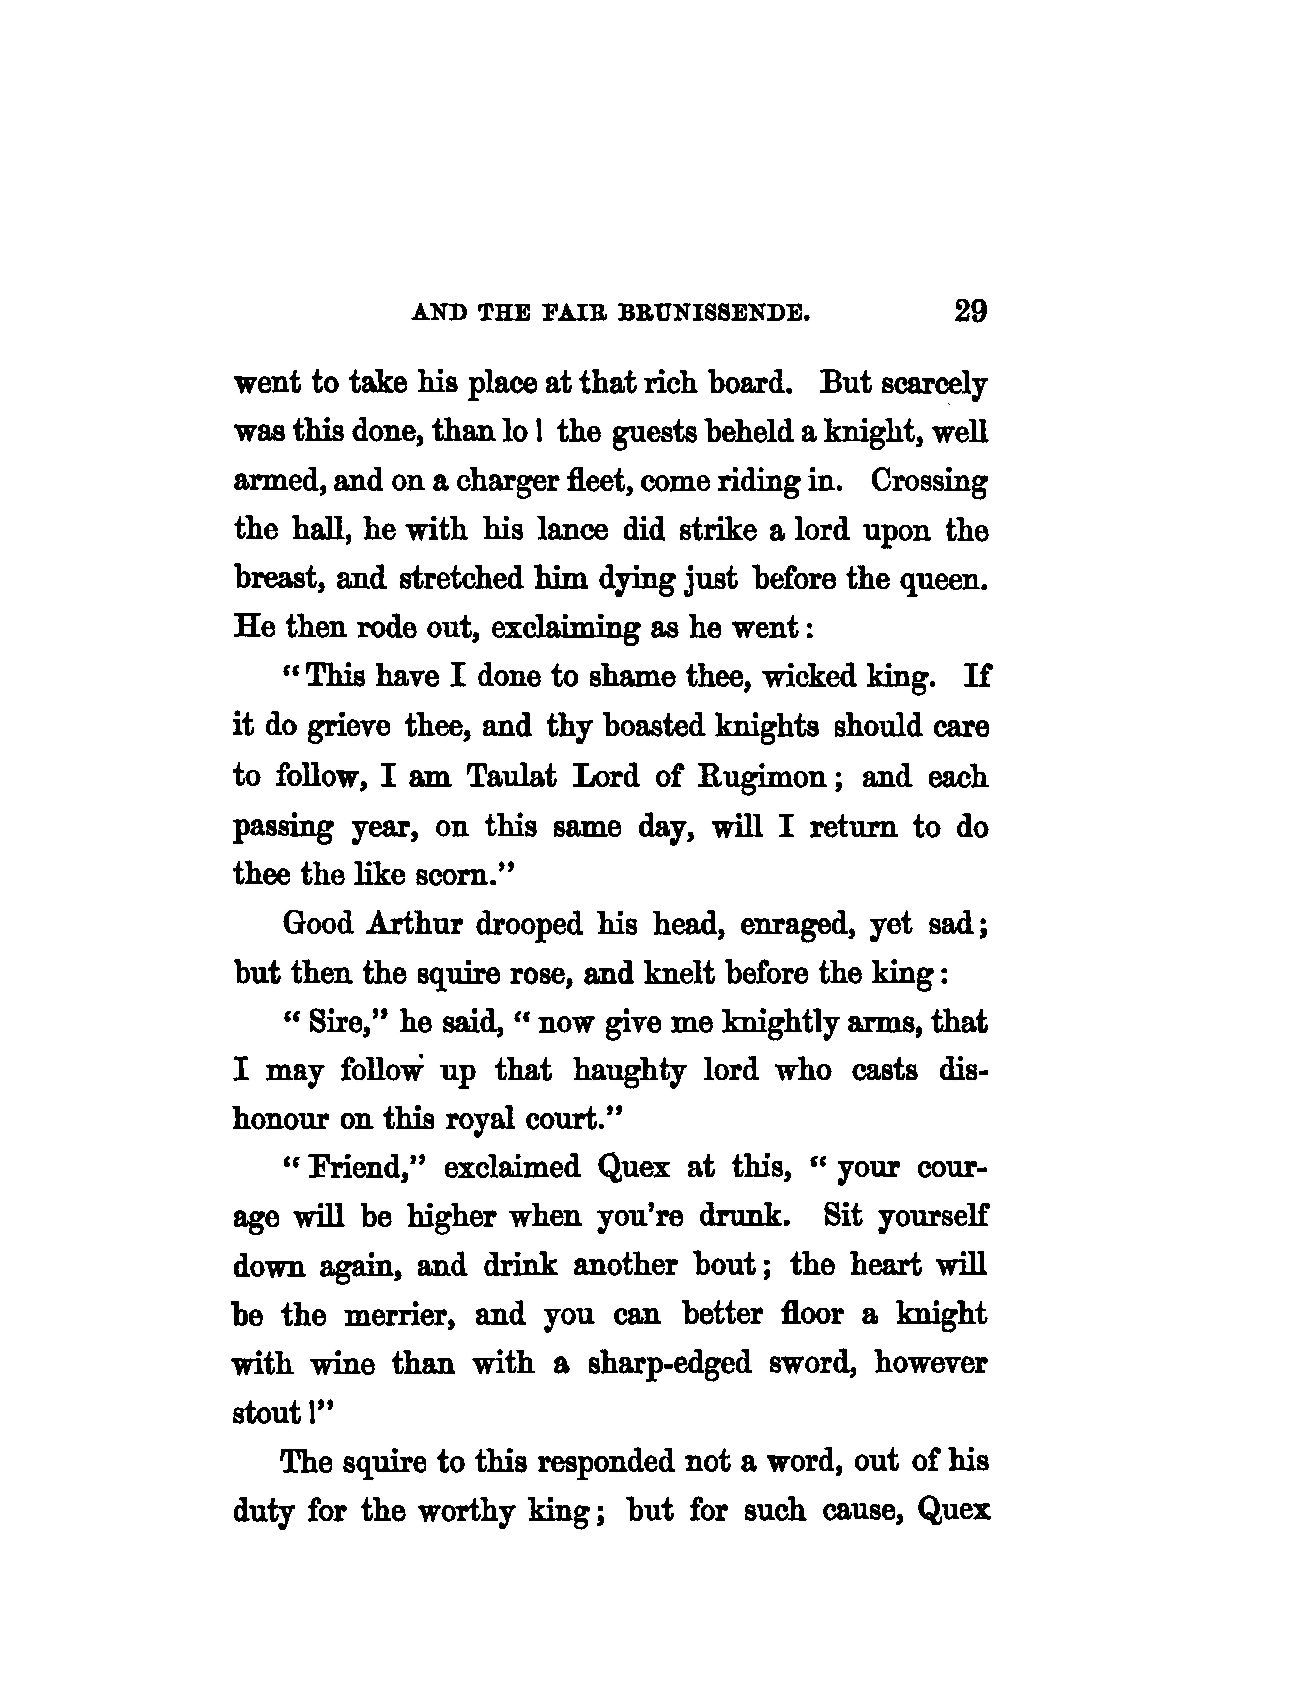 AND THE FAIR BRUNISSENDE. 29
went to take his place at that rich board. But scarcely
was this done, than lo! the guests beheld a knight, well
armed, and on a charger fleet, come riding in. Crossing
the hall, he with his lance did strike a lord upon the
breast, and stretched him dying just before the queen.
He then rode out, exclaiming as he went:
"This have I done to shame thee, wicked king. If
it do grieve thee, and thy boasted knights should care
to follow, I am Taulat Lord of Rugimon; and each
passing year, on this same day, will I return to do
thee the like scorn."
Good Arthur drooped his head, enraged, yet sad;
but then the squire rose, and knelt before the king:
"Sire," he said, "now give me knightly arms, that
I may follow up that haughty lord who casts dis-
honour on this royal court."
"Friend," exclaimed Quex at this, "your cour-
age will be higher when you're drunk. Sit yourself
down again, and drink another bout; the heart will
be the merrier, and you can better floor a knight
with wine than with a sharp-edged sword, however
stout!"
The squire to this responded not a word, out of his
duty for the worthy king; but for such cause, Quex